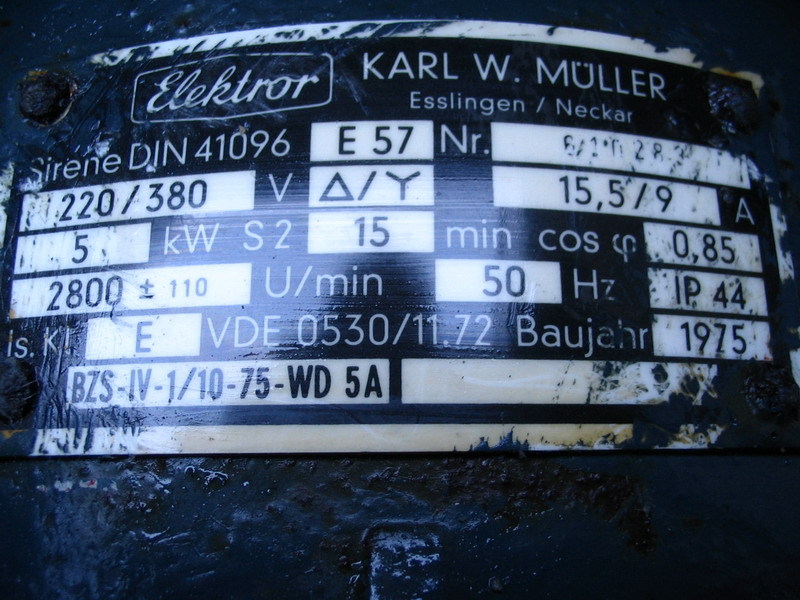 Elektror KARL W. MÜLLER
Esslingen / Neckar
Sirene DIN 41096 E 57 Nr.
220/380 V Δ/Y 15,5/9 A
5 kW S2 15 min cos φ 0,85
2800 ± 110 U/min 50 Hz IP 44
is. Kl. E VDE 0530/11.72 Baujahr 1975
BZS-IV-1/10-75-WD 5A